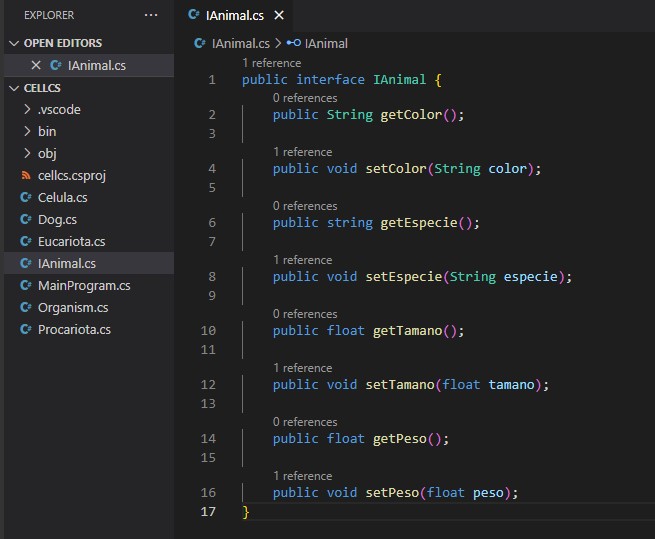 EXPLORER ...
OPEN EDITORS
IAnimal.cs
CELLCS
.vscode
bin
obj
cellcs.csproj
Celula.cs
Dog.cs
Eucariota.cs
IAnimal.cs
MainProgram.cs
Organism.cs
Procariota.cs
IAnimal.cs
IAnimal.cs > IAnimal
1 reference
1 public interface IAnimal {
0 references
2 public String getColor();
3
1 reference
4 public void setColor(String color);
5
0 references
6 public string getEspecie();
7
1 reference
8 public void setEspecie(String especie);
9
0 references
10 public float getTamano();
11
1 reference
12 public void setTamano(float tamano);
13
0 references
14 public float getPeso();
15
1 reference
16 public void setPeso(float peso);
17 }